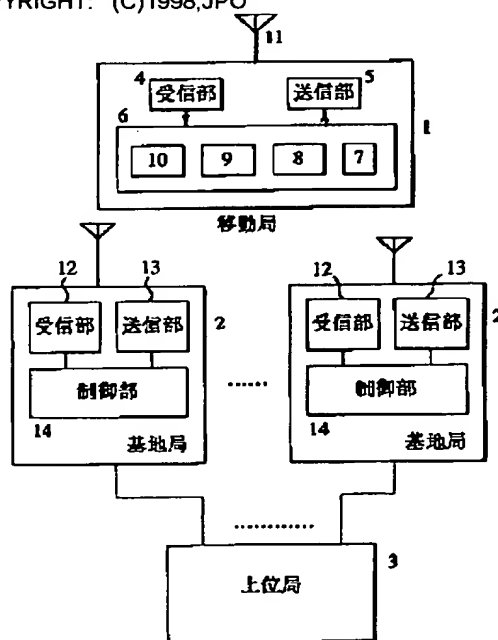 PYRIGHT: (C)1998,JPO
11
4 受信部
送信部 5
6
1
10 9 8 7
移動局
12 13
受信部 送信部 2
制御部
14
基地局
......
12 13
受信部 送信部 2
制御部
14
基地局
............
上位局 3